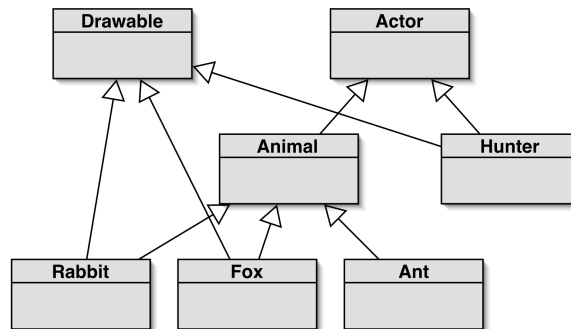 Drawable
Actor
Animal
Hunter
Rabbit
Fox
Ant